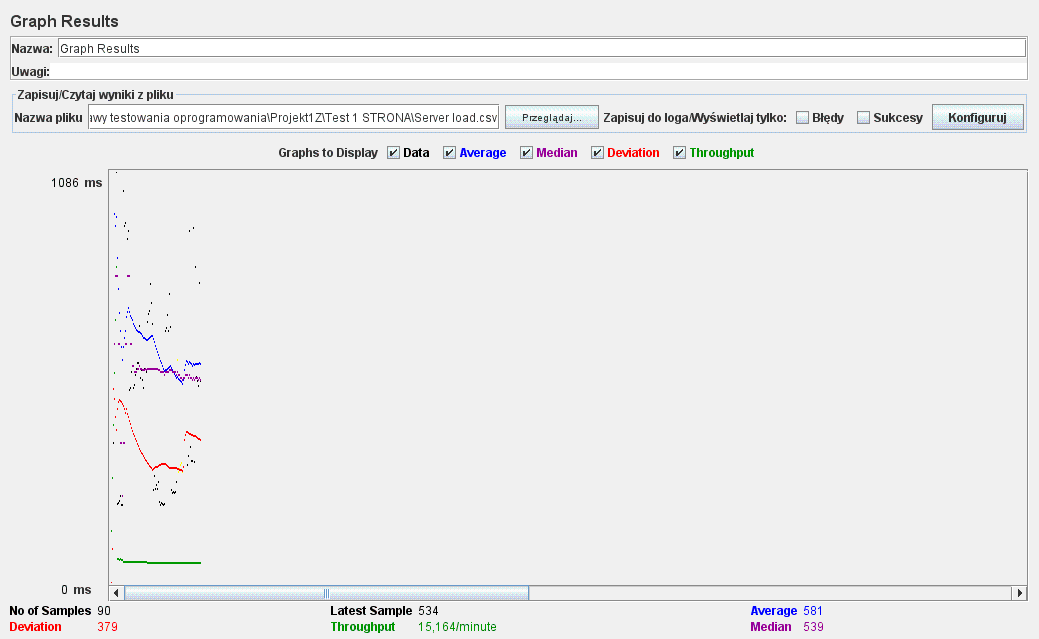 Graph Results
Nazwa: Graph Results
Uwagi:
Zapisuj/Czytaj wyniki z pliku
Nazwa pliku awy testowania oprogramowania\Projekt1Z\Test 1 STRONA\Server load.csv Przeglądaj... Zapisuj do loga/Wyświetlaj tylko: Błędy Sukcesy Konfiguruj
Graphs to Display Data Average Median Deviation Throughput
1086 ms
0 ms
No of Samples 90 Latest Sample 534 Average 581
Deviation 379 Throughput 15,164/minute Median 539